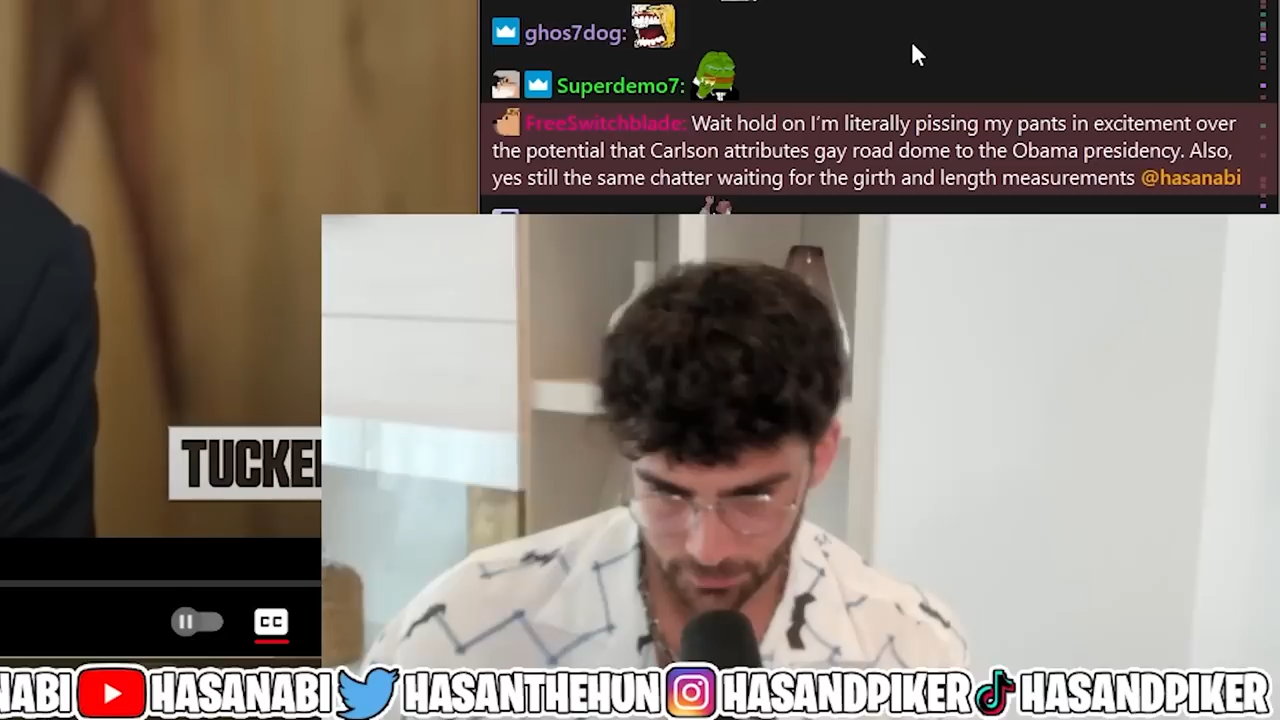 ghos7dog:
Superdemo7:
FreeSwitchblade: Wait hold on I’m literally pissing my pants in excitement over
the potential that Carlson attributes gay road dome to the Obama presidency. Also,
yes still the same chatter waiting for the girth and length measurements @hasanabi
TUCKE
CC
NABI HASANABI HASANTHEHUN HASANDPIKER HASANDPIKER